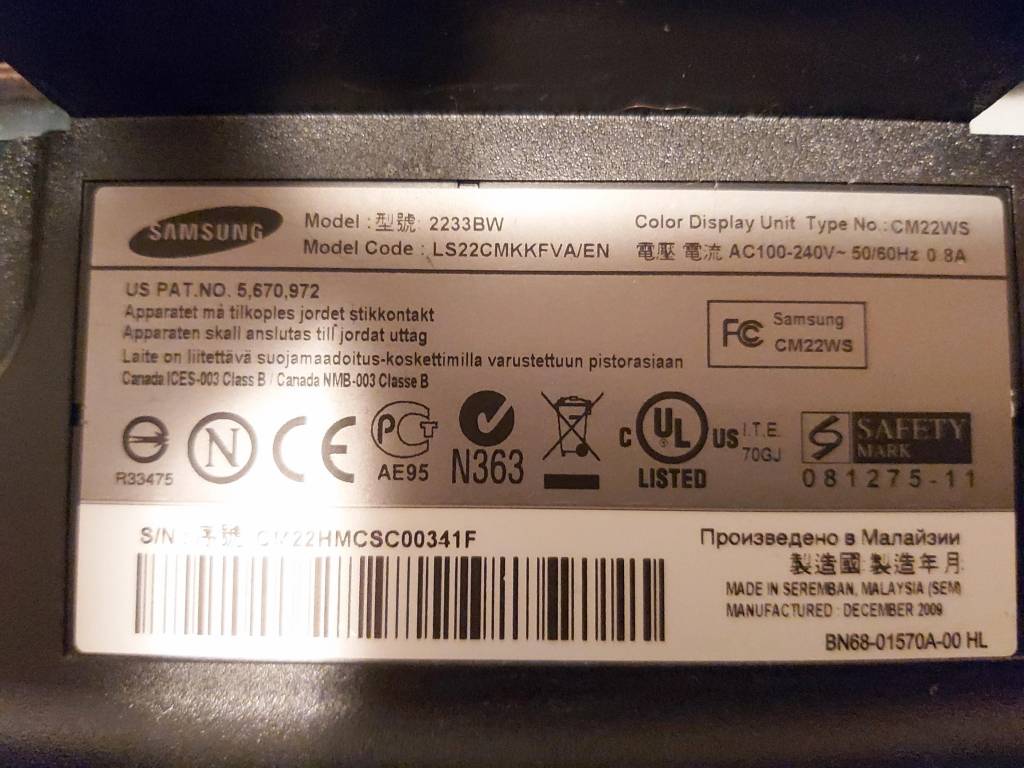 SAMSUNG
Model : 型號 2233BW
Model Code : LS22CMKKFVA/EN
Color Display Unit Type No.: CM22WS
電壓 電流 AC100-240V~ 50/60Hz 0.8A
US PAT.NO. 5,670,972
Apparatet må tilkoples jordet stikkontakt
Apparaten skall anslutas till jordat uttag
Laite on liitettävä suojamaadoitus-koskettimilla varustettuun pistorasiaan
Canada ICES-003 Class B / Canada NMB-003 Classe B
FC Samsung
CM22WS
R33475
N
CE
PCT
AE95
N363
C UL US
LISTED
I.T.E.
70GJ
S SAFETY
MARK
081275-11
S/N : 序號 CM22HMCSC00341F
Произведено в Малайзии
製造國 製造年月
MADE IN SEREMBAN, MALAYSIA (SEM)
MANUFACTURED : DECEMBER 2009
BN68-01570A-00 HL